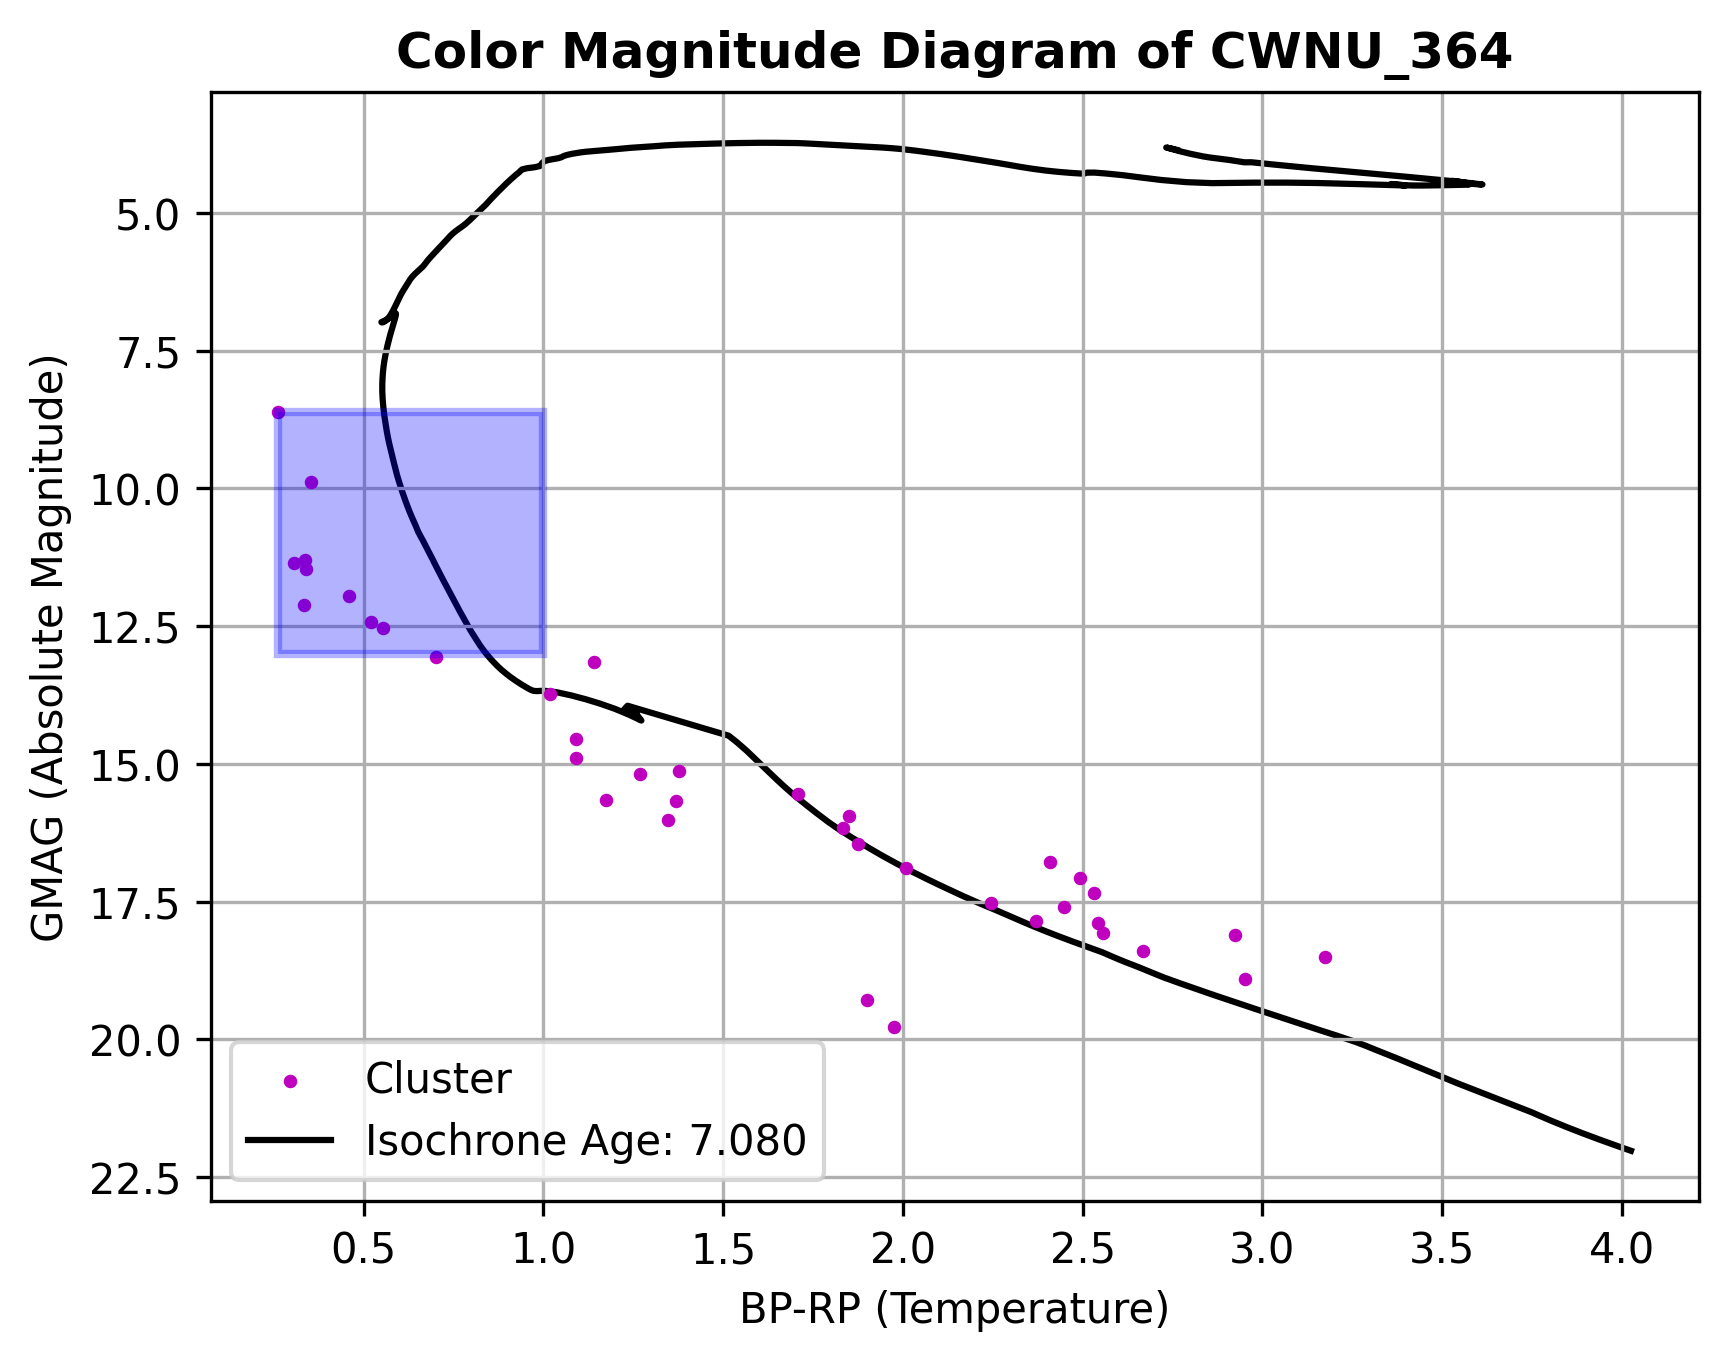 Color Magnitude Diagram of CWNU_364
GMAG (Absolute Magnitude)
5.0
7.5
10.0
12.5
15.0
17.5
20.0
22.5
Cluster
Isochrone Age: 7.080
0.5 1.0 1.5 2.0 2.5 3.0 3.5 4.0
BP-RP (Temperature)